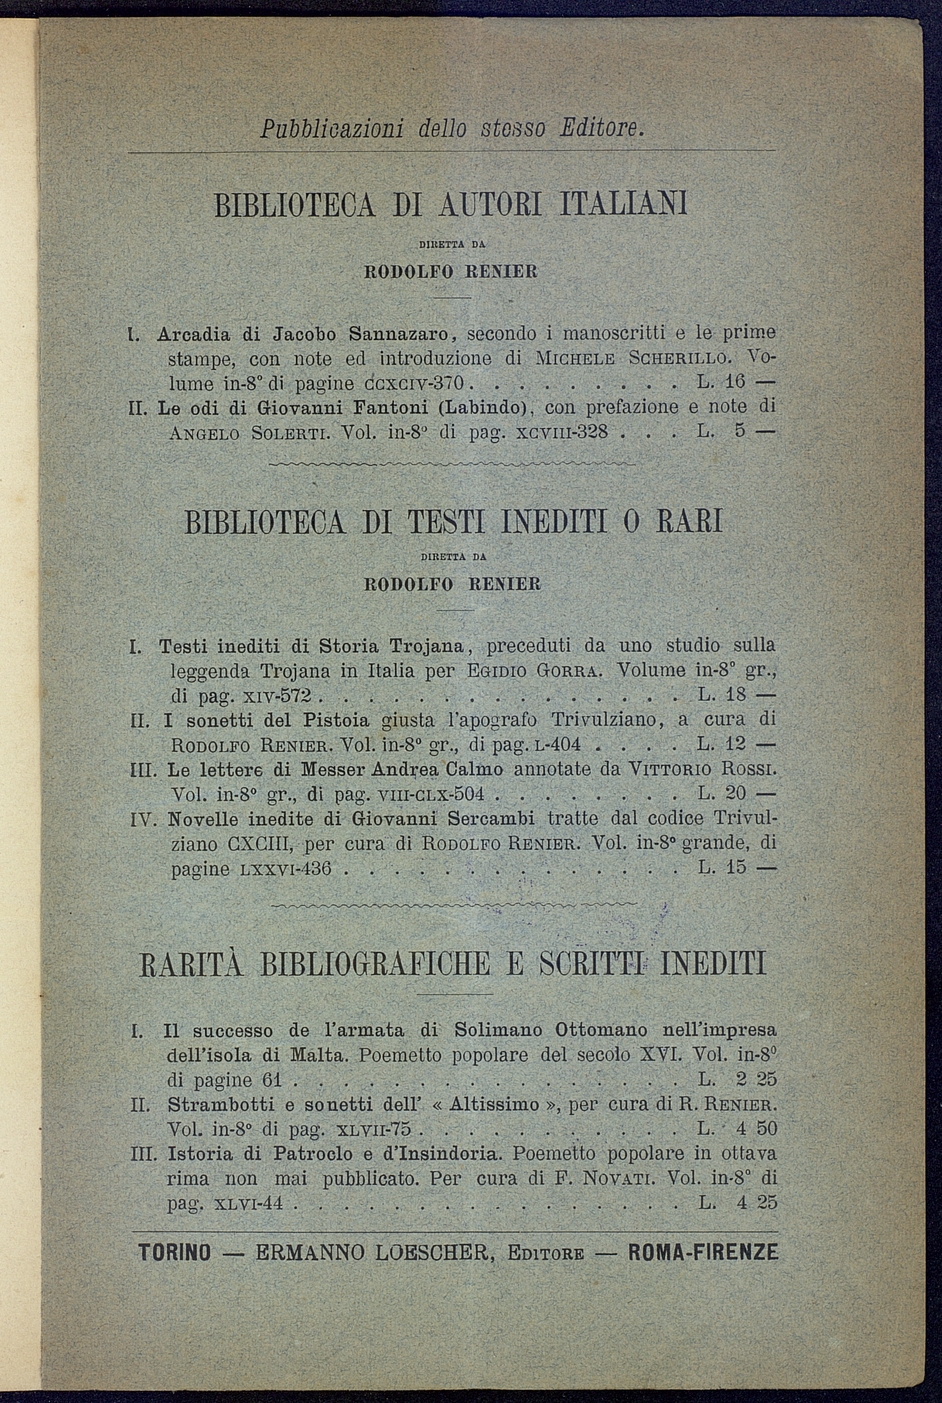 Pubblicazioni dello stesso Editore.
BIBLIOTECA DI AUTORI ITALIANI
DIRETTA DA
RODOLFO RENIER
I. Arcadia di Jacobo Sannazaro, secondo i manoscritti e le prime
stampe, con note ed introduzione di MICHELE SCHERILLO. Vo-
lume in-8° di pagine CCXCIV-370 . . . . . . . . . L. 16 —
II. Le odi di Giovanni Fantoni (Labindo), con prefazione e note di
ANGELO SOLERTI. Vol. in-8° di pag. XCVIII-328 . . . L. 5 —
BIBLIOTECA DI TESTI INEDITI O RARI
DIRETTA DA
RODOLFO RENIER
I. Testi inediti di Storia Trojana, preceduti da uno studio sulla
leggenda Trojana in Italia per EGIDIO GORRA. Volume in-8° gr.,
di pag. XIV-572 . . . . . . . . . . . . . . . . L. 18 —
II. I sonetti del Pistoia giusta l'apografo Trivulziano, a cura di
RODOLFO RENIER. Vol. in-8° gr., di pag. L-404 . . . . L. 12 —
III. Le lettere di Messer Andrea Calmo annotate da VITTORIO ROSSI.
Vol. in-8° gr., di pag. VIII-CLX-504 . . . . . . . . L. 20 —
IV. Novelle inedite di Giovanni Sercambi tratte dal codice Trivul-
ziano CXCIII, per cura di RODOLFO RENIER. Vol. in-8° grande, di
pagine LXXVI-436 . . . . . . . . . . . . . . . L. 15 —
RARITÀ BIBLIOGRAFICHE E SCRITTI INEDITI
I. Il successo de l'armata di Solimano Ottomano nell'impresa
dell'isola di Malta. Poemetto popolare del secolo XVI. Vol. in-8°
di pagine 61 . . . . . . . . . . . . . . . . . L. 2 25
II. Strambotti e sonetti dell' « Altissimo », per cura di R. RENIER.
Vol. in-8° di pag. XLVII-75 . . . . . . . . . . . . L. 4 50
III. Istoria di Patroclo e d'Insindoria. Poemetto popolare in ottava
rima non mai pubblicato. Per cura di F. NOVATI. Vol. in-8° di
pag. XLVI-44 . . . . . . . . . . . . . . . . . L. 4 25
TORINO — ERMANNO LOESCHER, EDITORE — ROMA-FIRENZE